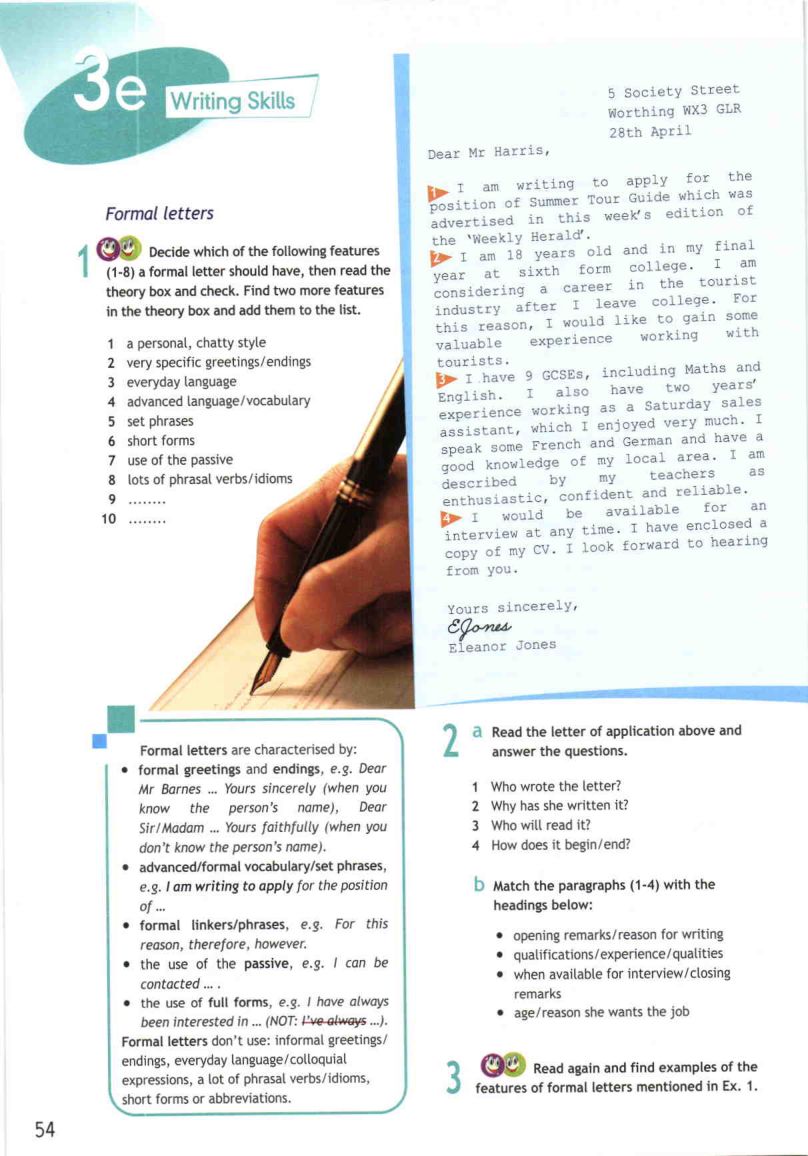 3e
Writing Skills
Formal letters
1 Decide which of the following features
(1-8) a formal letter should have, then read the
theory box and check. Find two more features
in the theory box and add them to the list.
1 a personal, chatty style
2 very specific greetings/endings
3 everyday language
4 advanced language/vocabulary
5 set phrases
6 short forms
7 use of the passive
8 lots of phrasal verbs/idioms
9 ........
10 ........
5 Society Street
Worthing WX3 GLR
28th April
Dear Mr Harris,
1 I am writing to apply for the
position of Summer Tour Guide which was
advertised in this week's edition of
the 'Weekly Herald'.
2 I am 18 years old and in my final
year at sixth form college. I am
considering a career in the tourist
industry after I leave college. For
this reason, I would like to gain some
valuable experience working with
tourists.
3 I have 9 GCSEs, including Maths and
English. I also have two years'
experience working as a Saturday sales
assistant, which I enjoyed very much. I
speak some French and German and have a
good knowledge of my local area. I am
described by my teachers as
enthusiastic, confident and reliable.
4 I would be available for an
interview at any time. I have enclosed a
copy of my CV. I look forward to hearing
from you.
Yours sincerely,
EJones
Eleanor Jones
Formal letters are characterised by:
• formal greetings and endings, e.g. Dear
Mr Barnes ... Yours sincerely (when you
know the person's name), Dear
Sir/Madam ... Yours faithfully (when you
don't know the person's name).
• advanced/formal vocabulary/set phrases,
e.g. I am writing to apply for the position
of ...
• formal linkers/phrases, e.g. For this
reason, therefore, however.
• the use of the passive, e.g. I can be
contacted ... .
• the use of full forms, e.g. I have always
been interested in ... (NOT: I've always ...).
Formal letters don't use: informal greetings/
endings, everyday language/colloquial
expressions, a lot of phrasal verbs/idioms,
short forms or abbreviations.
2 a Read the letter of application above and
answer the questions.
1 Who wrote the letter?
2 Why has she written it?
3 Who will read it?
4 How does it begin/end?
b Match the paragraphs (1-4) with the
headings below:
• opening remarks/reason for writing
• qualifications/experience/qualities
• when available for interview/closing
remarks
• age/reason she wants the job
3 Read again and find examples of the
features of formal letters mentioned in Ex. 1.
54